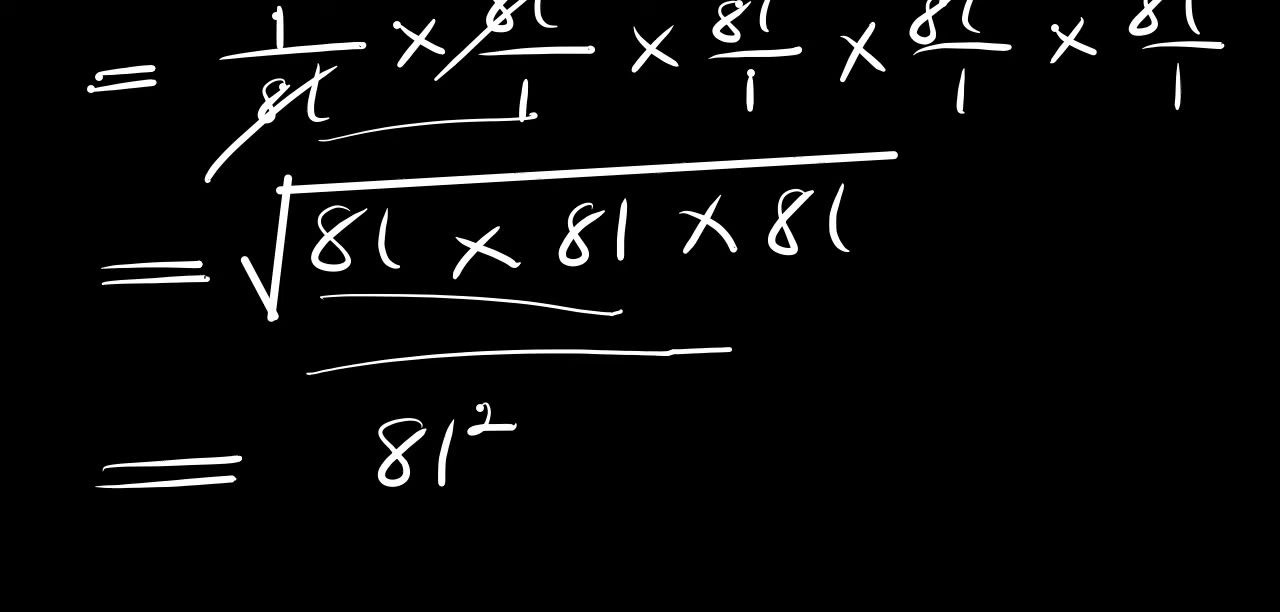 = 1/81 × 81/1 × 81/1 × 81/1 × 81/1
= √81 × 81 × 81
= 81²